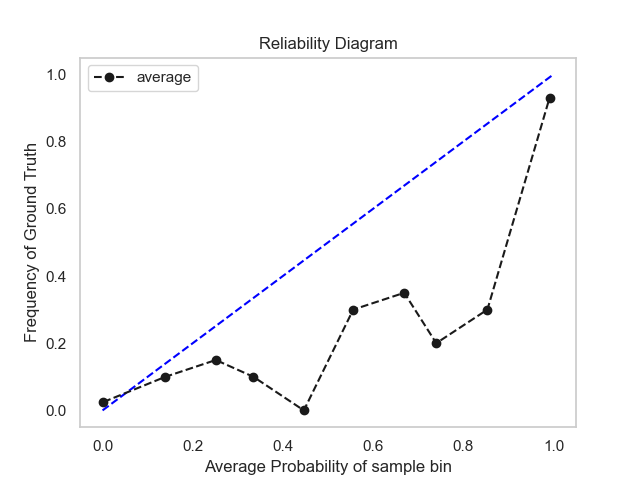 Reliability Diagram
average
Frequency of Ground Truth
1.0
0.8
0.6
0.4
0.2
0.0
0.0 0.2 0.4 0.6 0.8 1.0
Average Probability of sample bin